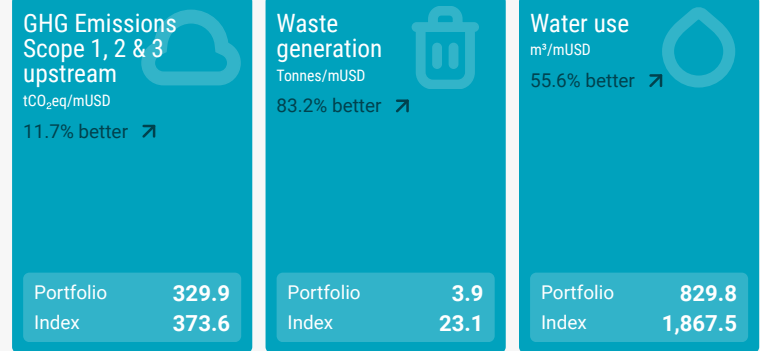 GHG Emissions
Scope 1, 2 & 3
upstream
tCO₂eq/mUSD
11.7% better
Portfolio 329.9
Index 373.6
Waste
generation
Tonnes/mUSD
83.2% better
Portfolio 3.9
Index 23.1
Water use
m³/mUSD
55.6% better
Portfolio 829.8
Index 1,867.5